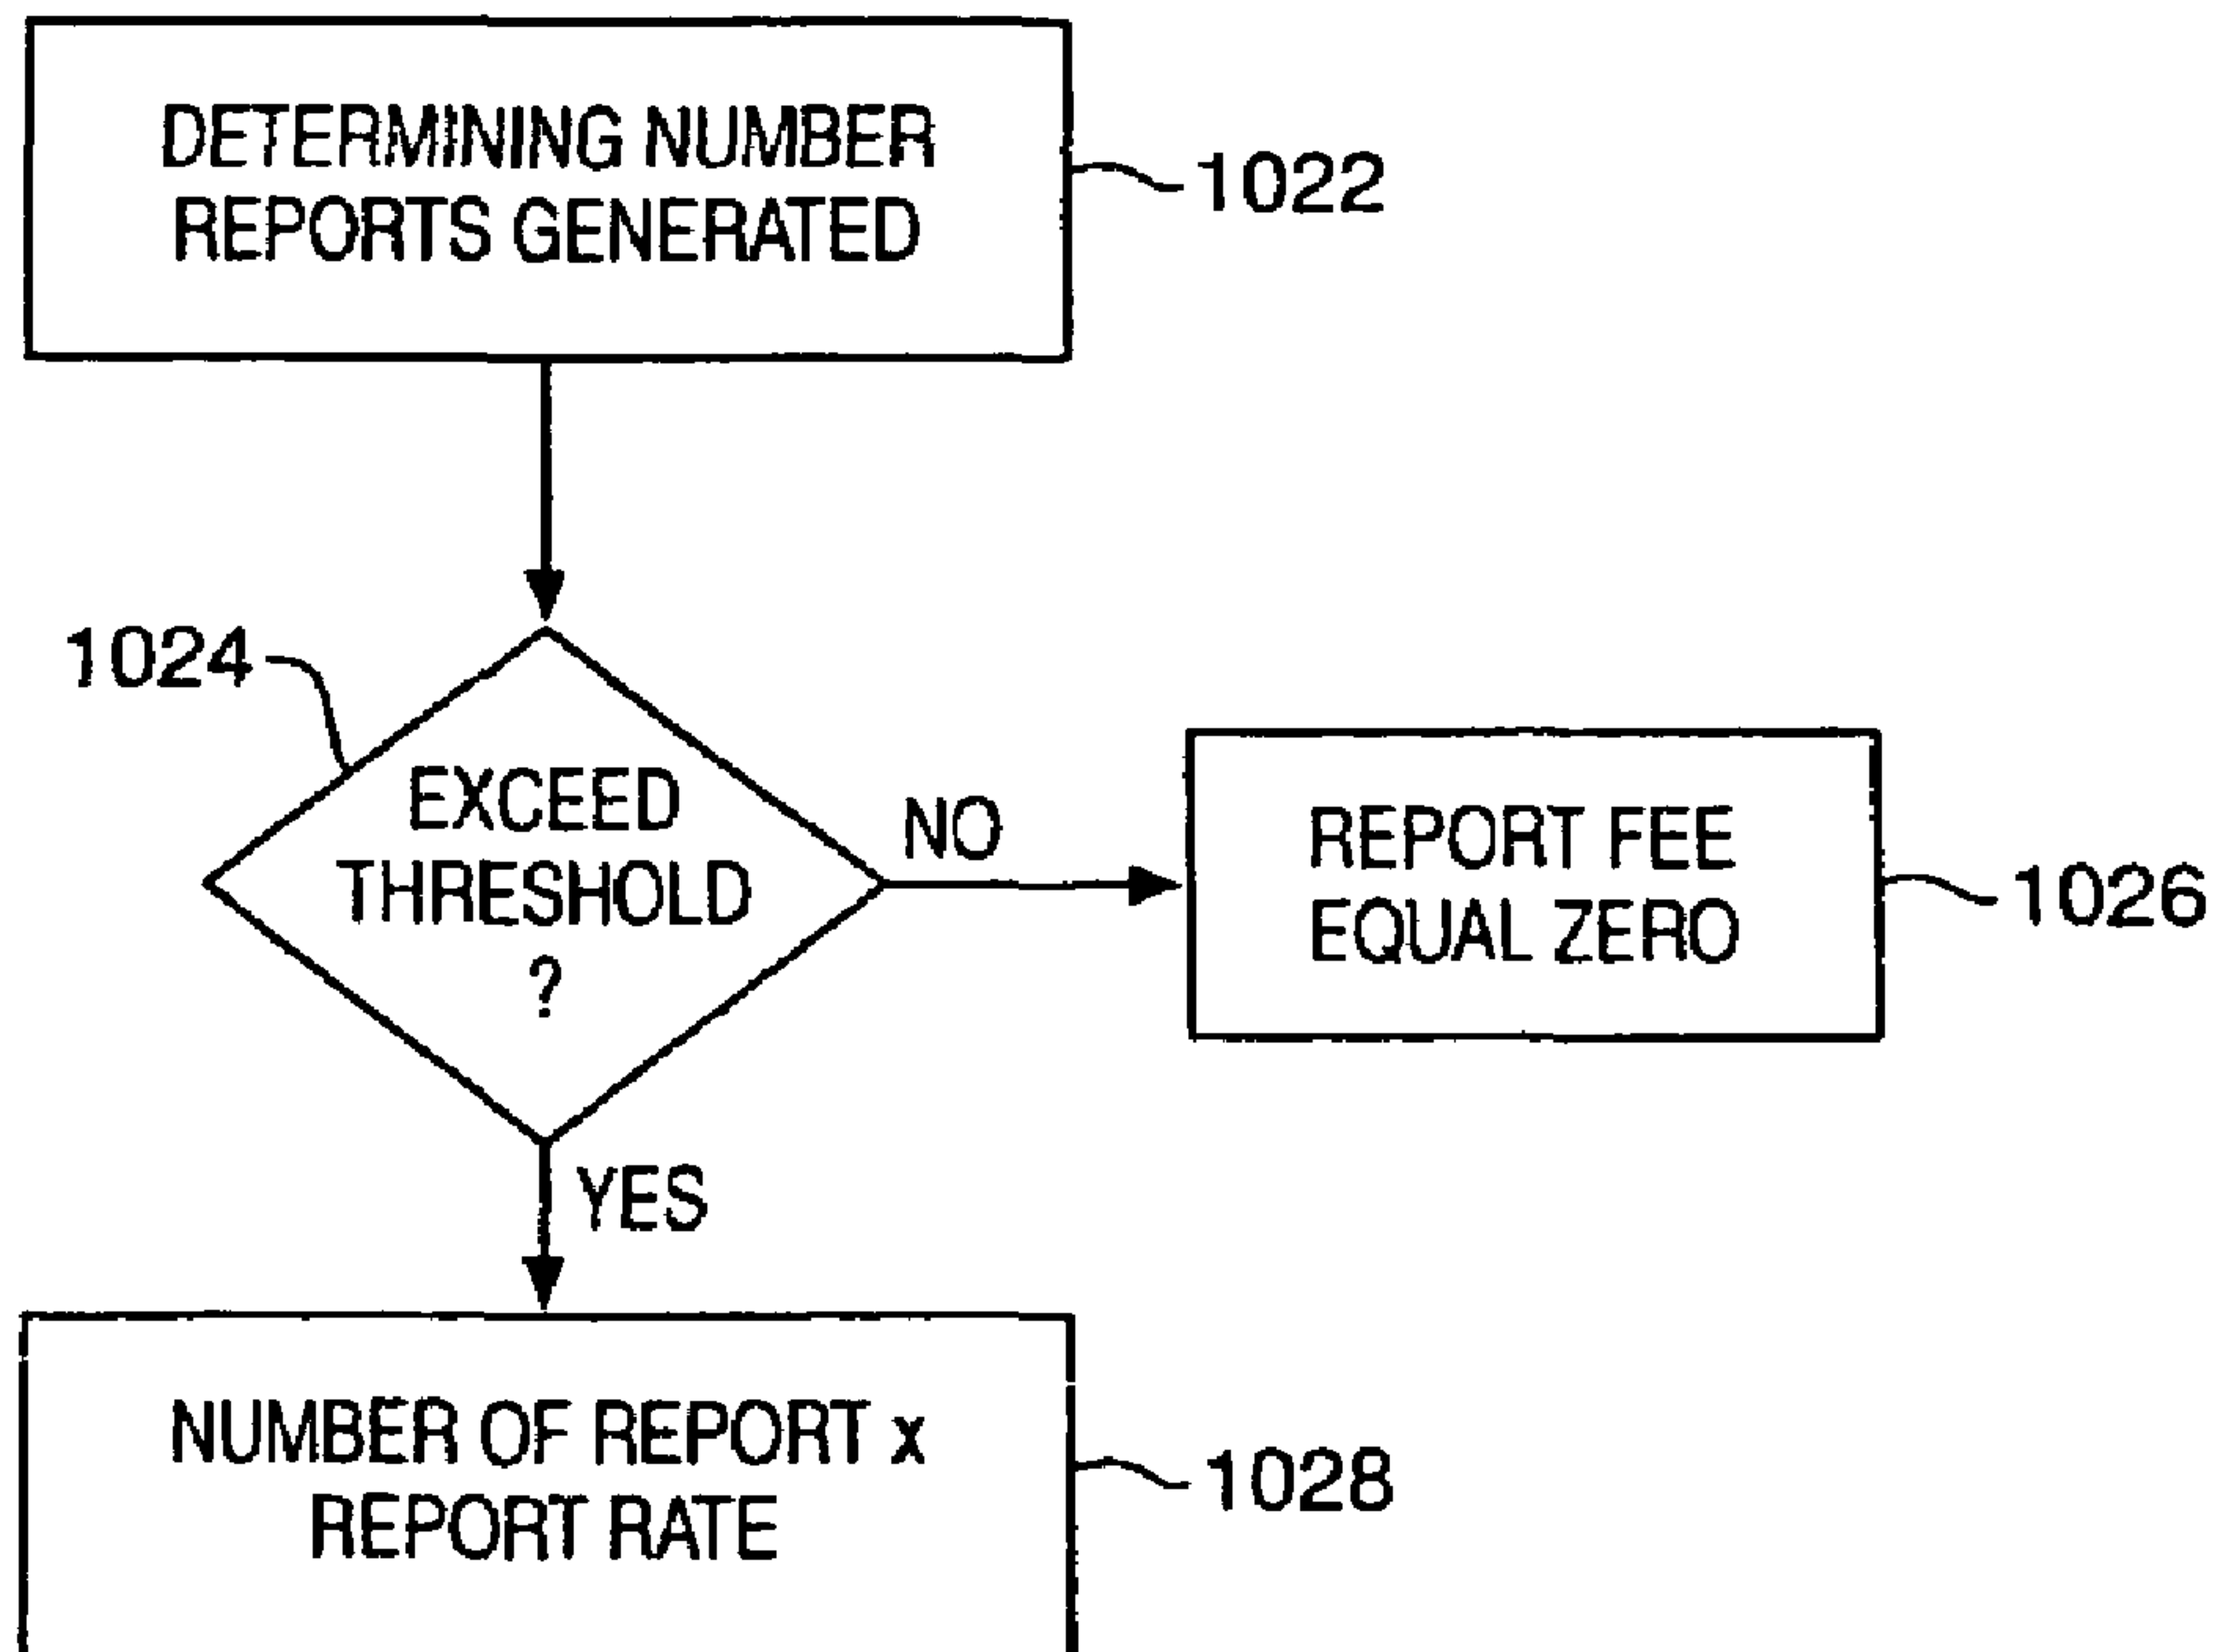 DETERMINING NUMBER
REPORTS GENERATED
1022
1024
EXCEED
THRESHOLD
?
NO
REPORT FEE
EQUAL ZERO
1026
YES
NUMBER OF REPORT x
REPORT RATE
1028